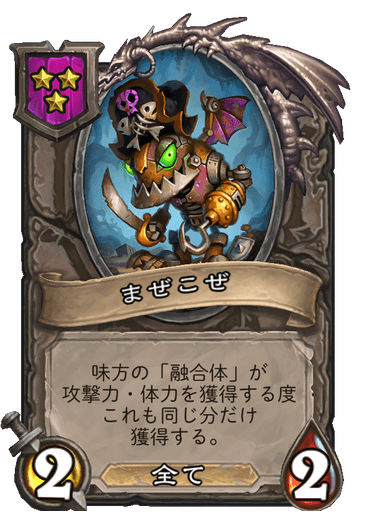 まぜこぜ
味方の「融合体」が
攻撃力・体力を獲得する度
これも同じ分だけ
獲得する。
2
全て
2